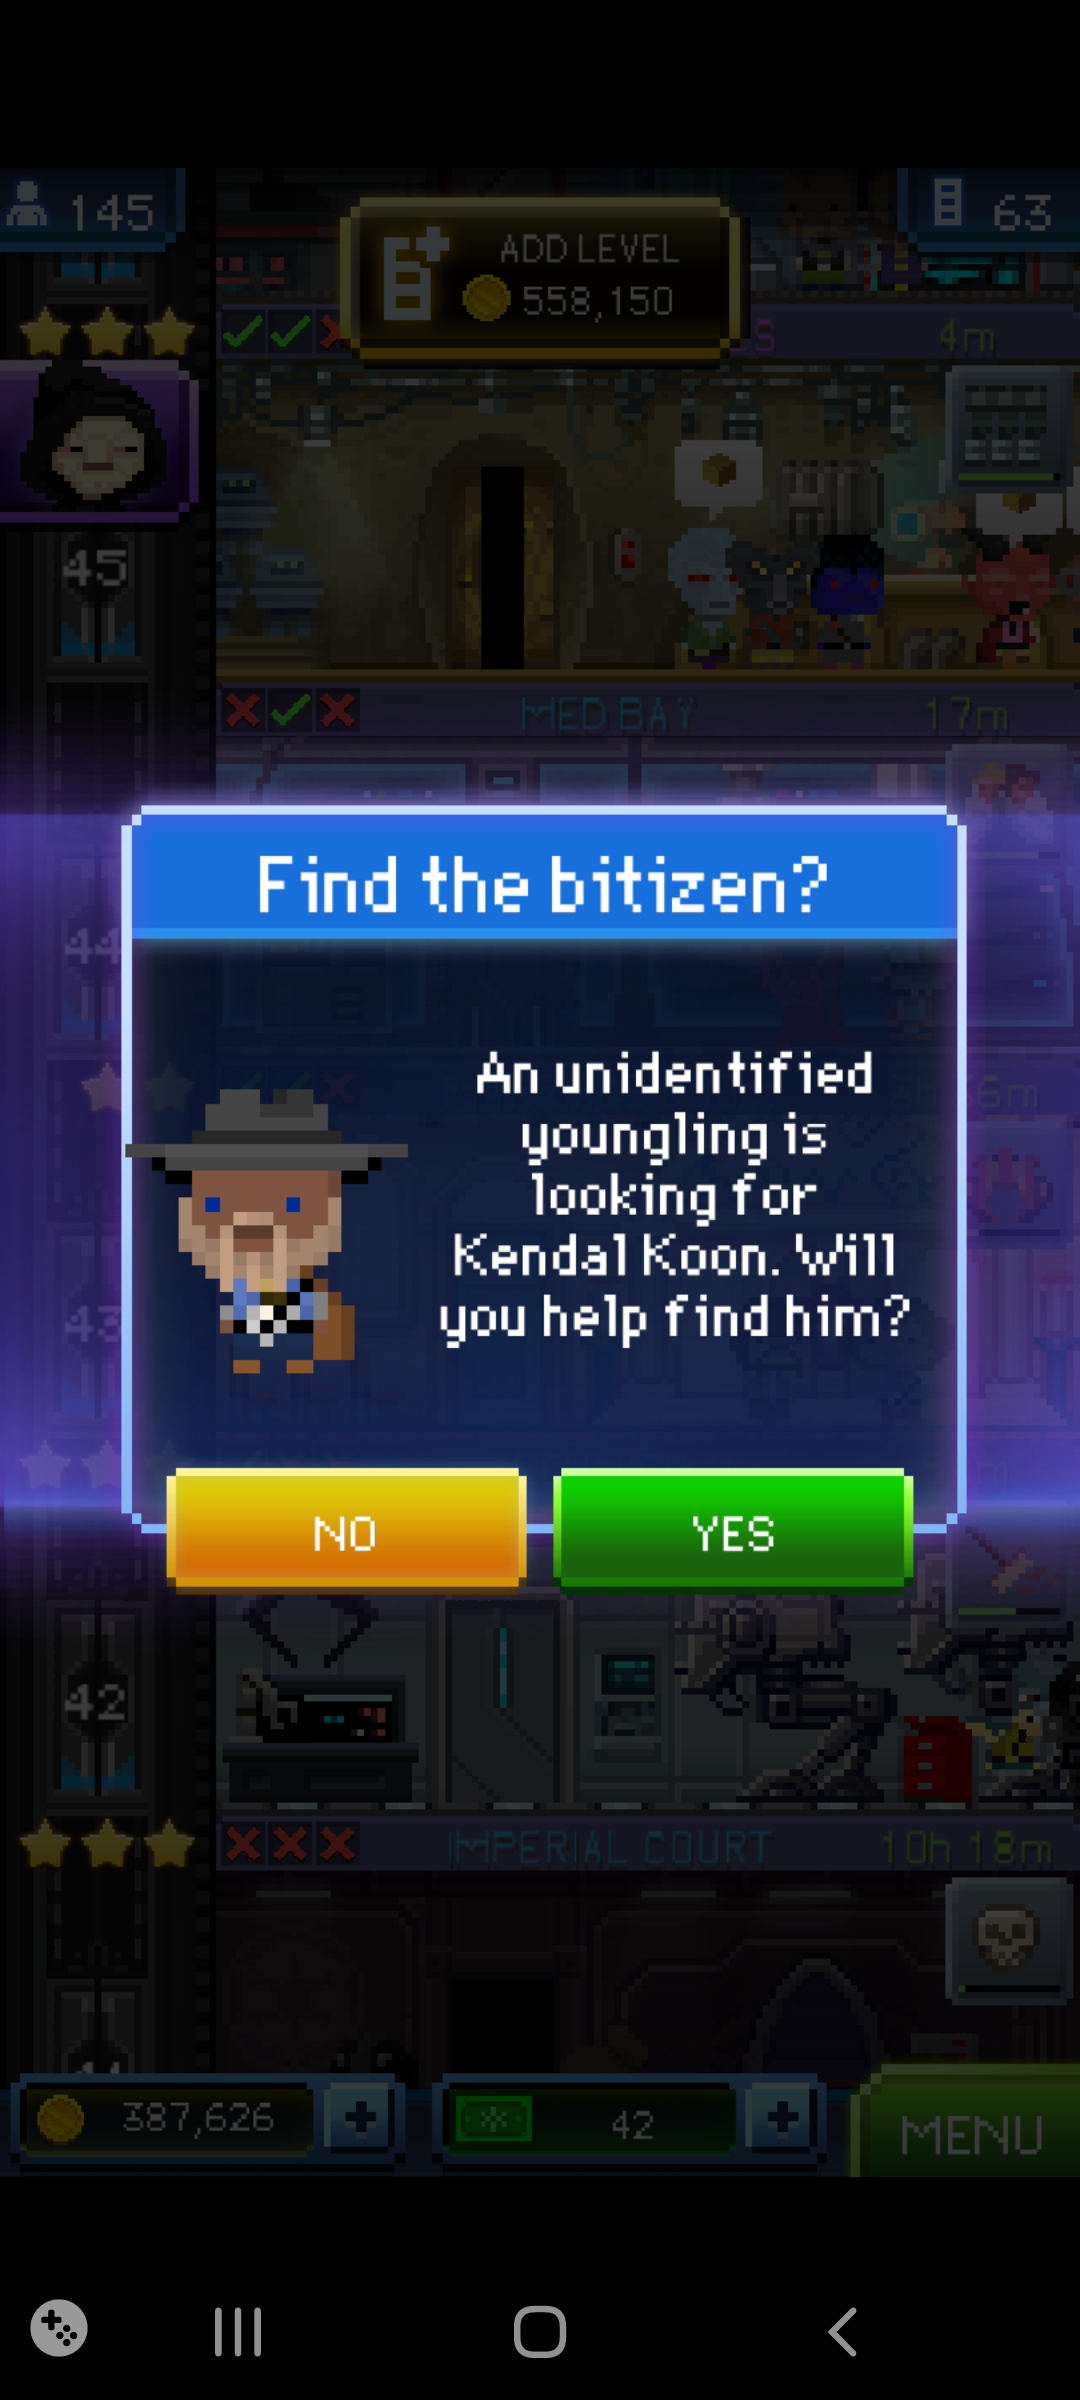 145
63
ADD LEVEL
558,150
4m
45
MED BAY
17m
Find the bitizen?
44
An unidentified
youngling is
looking for
Kendal Koon. Will
you help find him?
43
NO
YES
42
IMPERIAL COURT
10h 18m
387,626
42
MENU